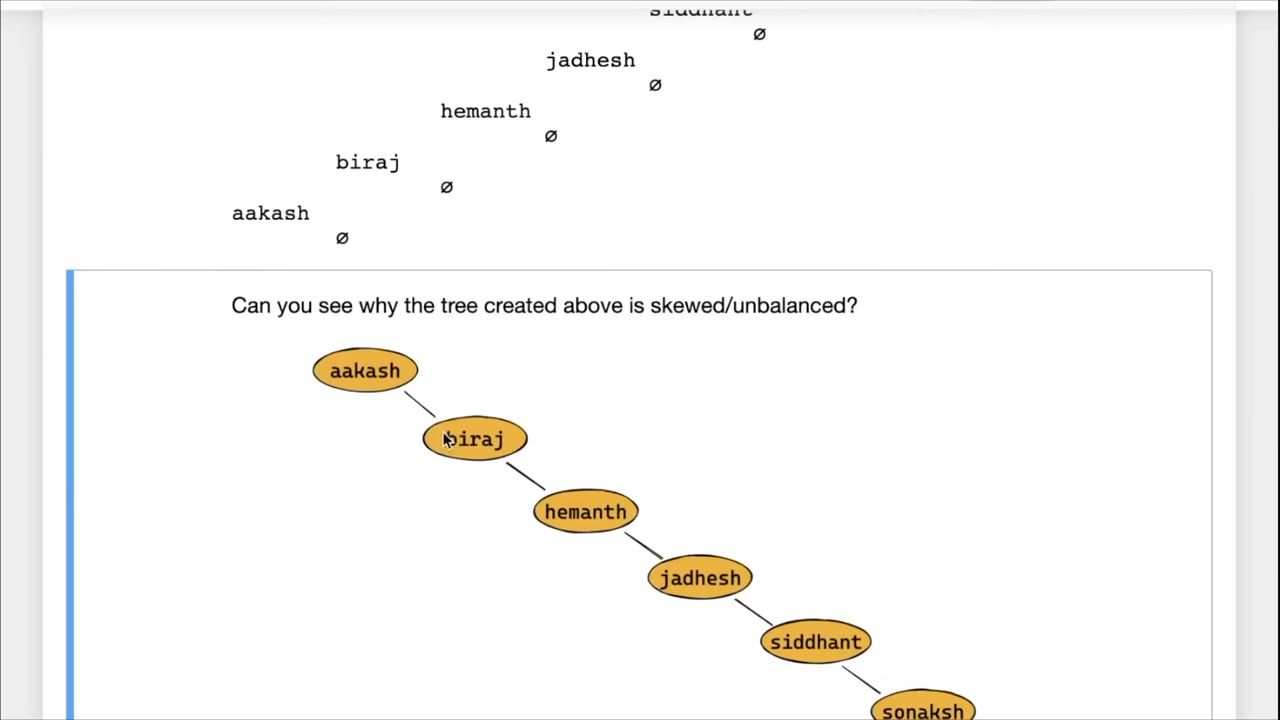 siddhant
∅
jadhesh
∅
hemanth
∅
biraj
∅
aakash
∅
Can you see why the tree created above is skewed/unbalanced?
aakash
biraj
hemanth
jadhesh
siddhant
sonaksh